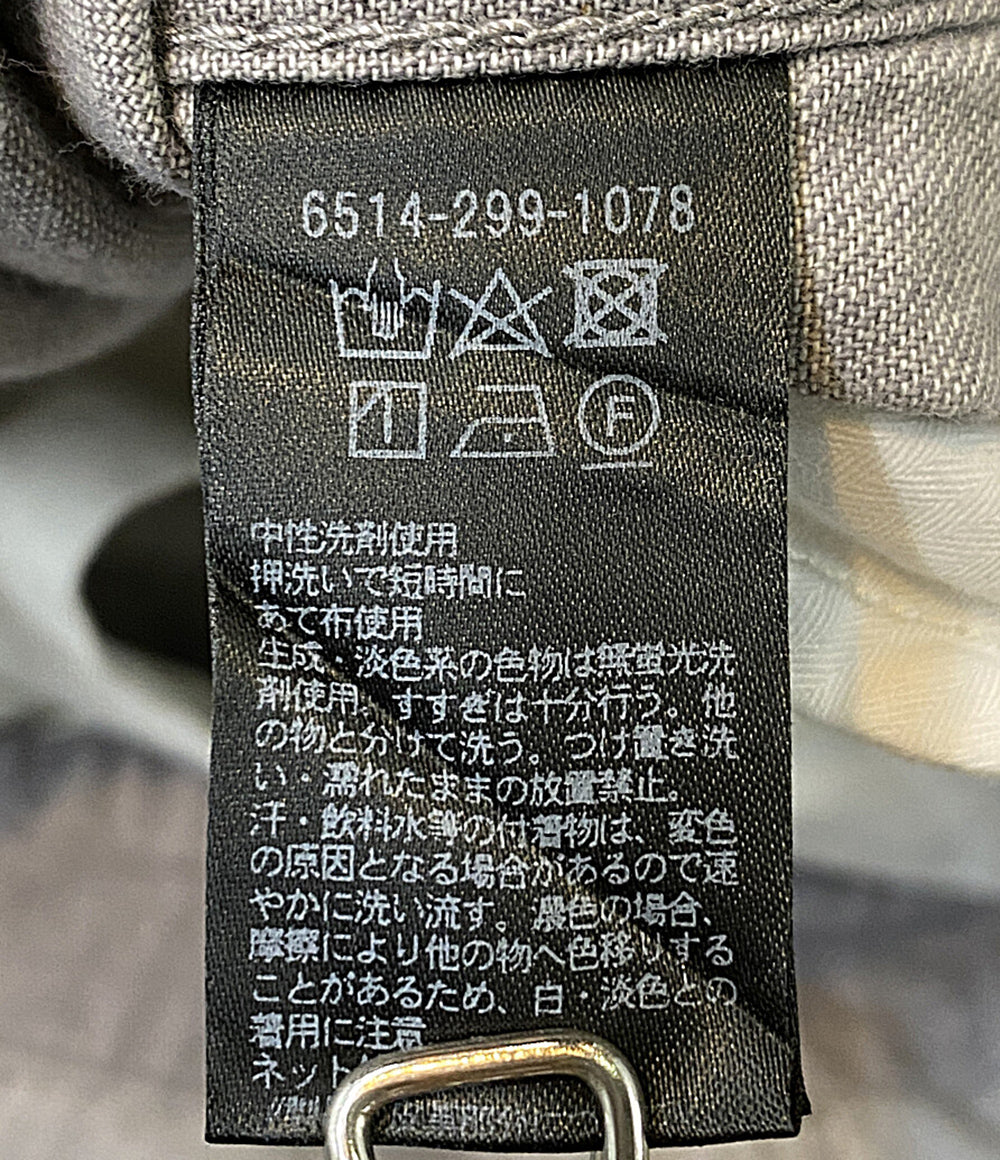 6514-299-1078
F
中性洗剤使用
押洗いで短時間に
あて布使用
生成・淡色系の色物は無蛍光洗
剤使用。すすぎは十分行う。他
の物と分けて洗う。つけ置き洗
い・濡れたままの放置禁止。
汗・飲料水等の付着物は、変色
の原因となる場合があるので速
やかに洗い流す。濃色の場合、
摩擦により他の物へ色移りする
ことがあるため、白・淡色との
着用に注意
ネット